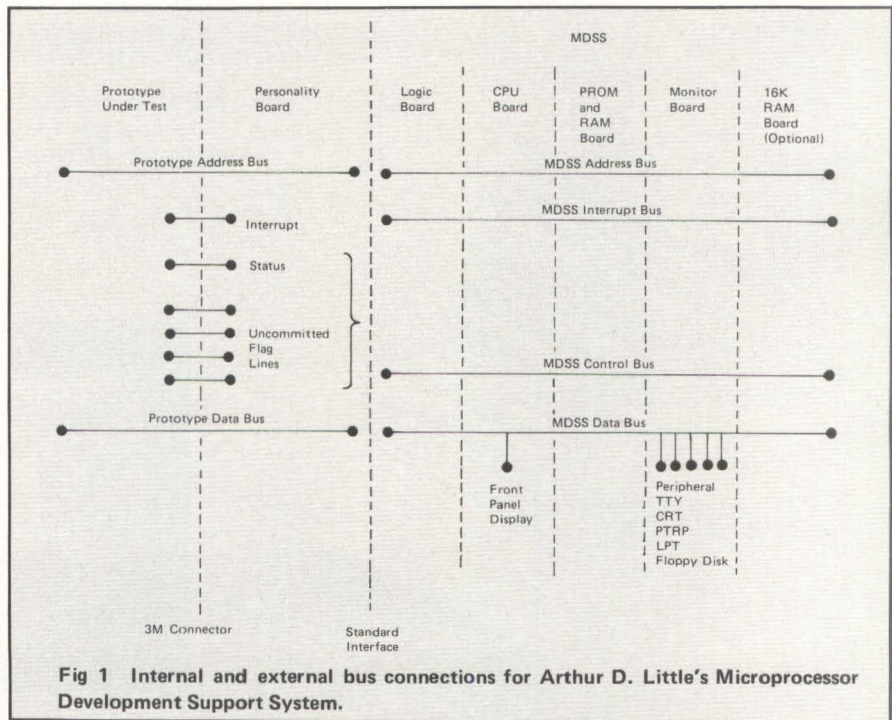 MDSS
Prototype
Under Test
Personality
Board
Logic
Board
CPU
Board
PROM
and
RAM
Board
Monitor
Board
16K
RAM
Board
(Optional)
Prototype Address Bus
MDSS Address Bus
Interrupt
MDSS Interrupt Bus
Status
Uncommitted
Flag
Lines
MDSS Control Bus
Prototype Data Bus
MDSS Data Bus
Front
Panel
Display
Peripheral
TTY
CRT
PTRP
LPT
Floppy Disk
3M Connector
Standard
Interface
Fig 1 Internal and external bus connections for Arthur D. Little's Microprocessor
Development Support System.